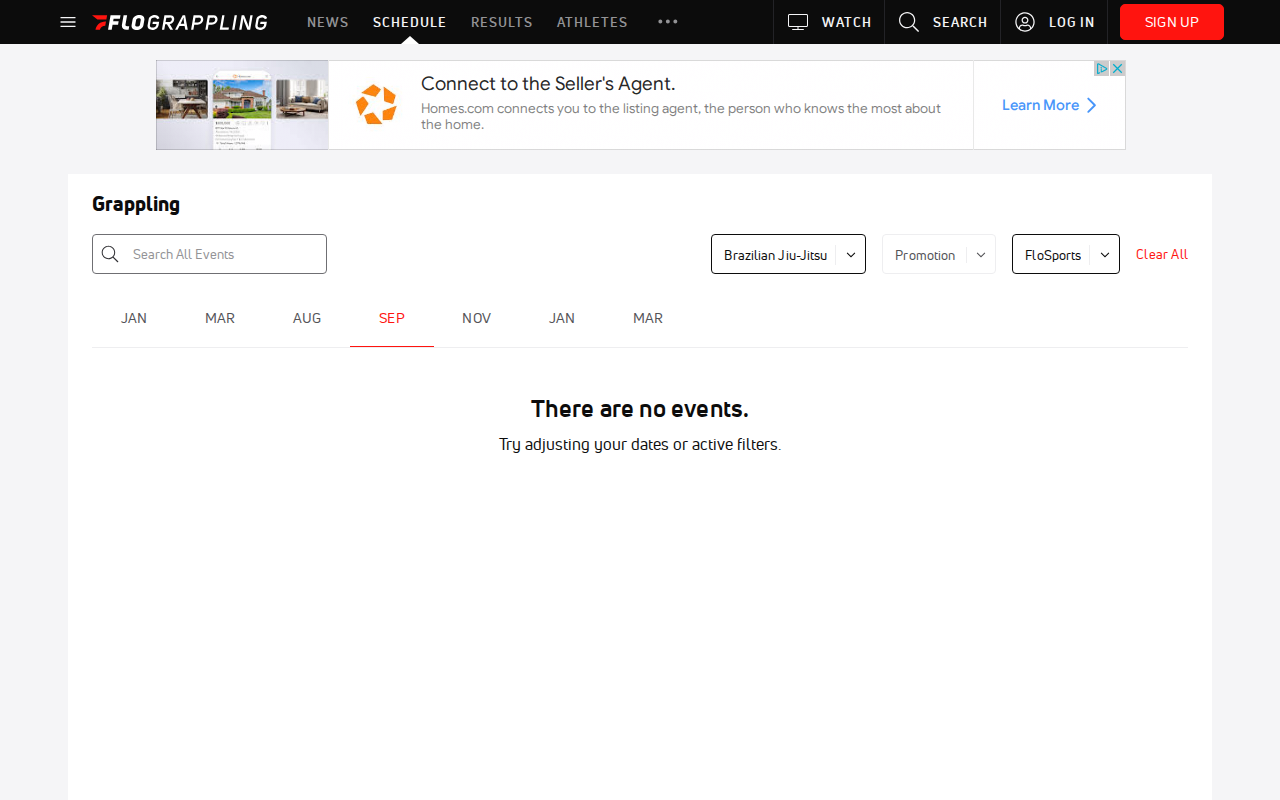 FLOGRAPPLING
NEWS
SCHEDULE
RESULTS
ATHLETES
WATCH
SEARCH
LOG IN
SIGN UP
Connect to the Seller's Agent.
Homes.com connects you to the listing agent, the person who knows the most about
the home.
Learn More
Grappling
Search All Events
Brazilian Jiu-Jitsu
Promotion
FloSports
Clear All
JAN
MAR
AUG
SEP
NOV
JAN
MAR
There are no events.
Try adjusting your dates or active filters.